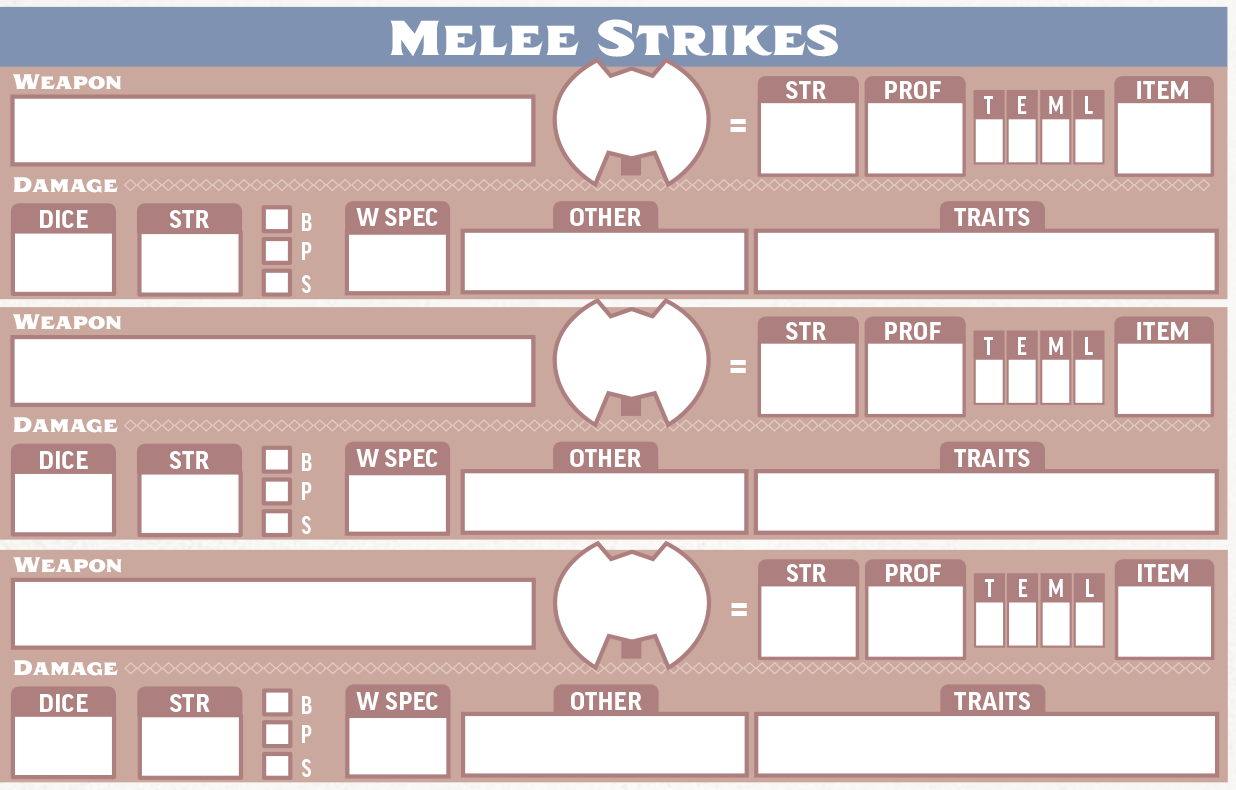 MELEE STRIKES
WEAPON
= STR PROF T E M L ITEM
DAMAGE
DICE STR B P S W SPEC OTHER TRAITS
WEAPON
= STR PROF T E M L ITEM
DAMAGE
DICE STR B P S W SPEC OTHER TRAITS
WEAPON
= STR PROF T E M L ITEM
DAMAGE
DICE STR B P S W SPEC OTHER TRAITS